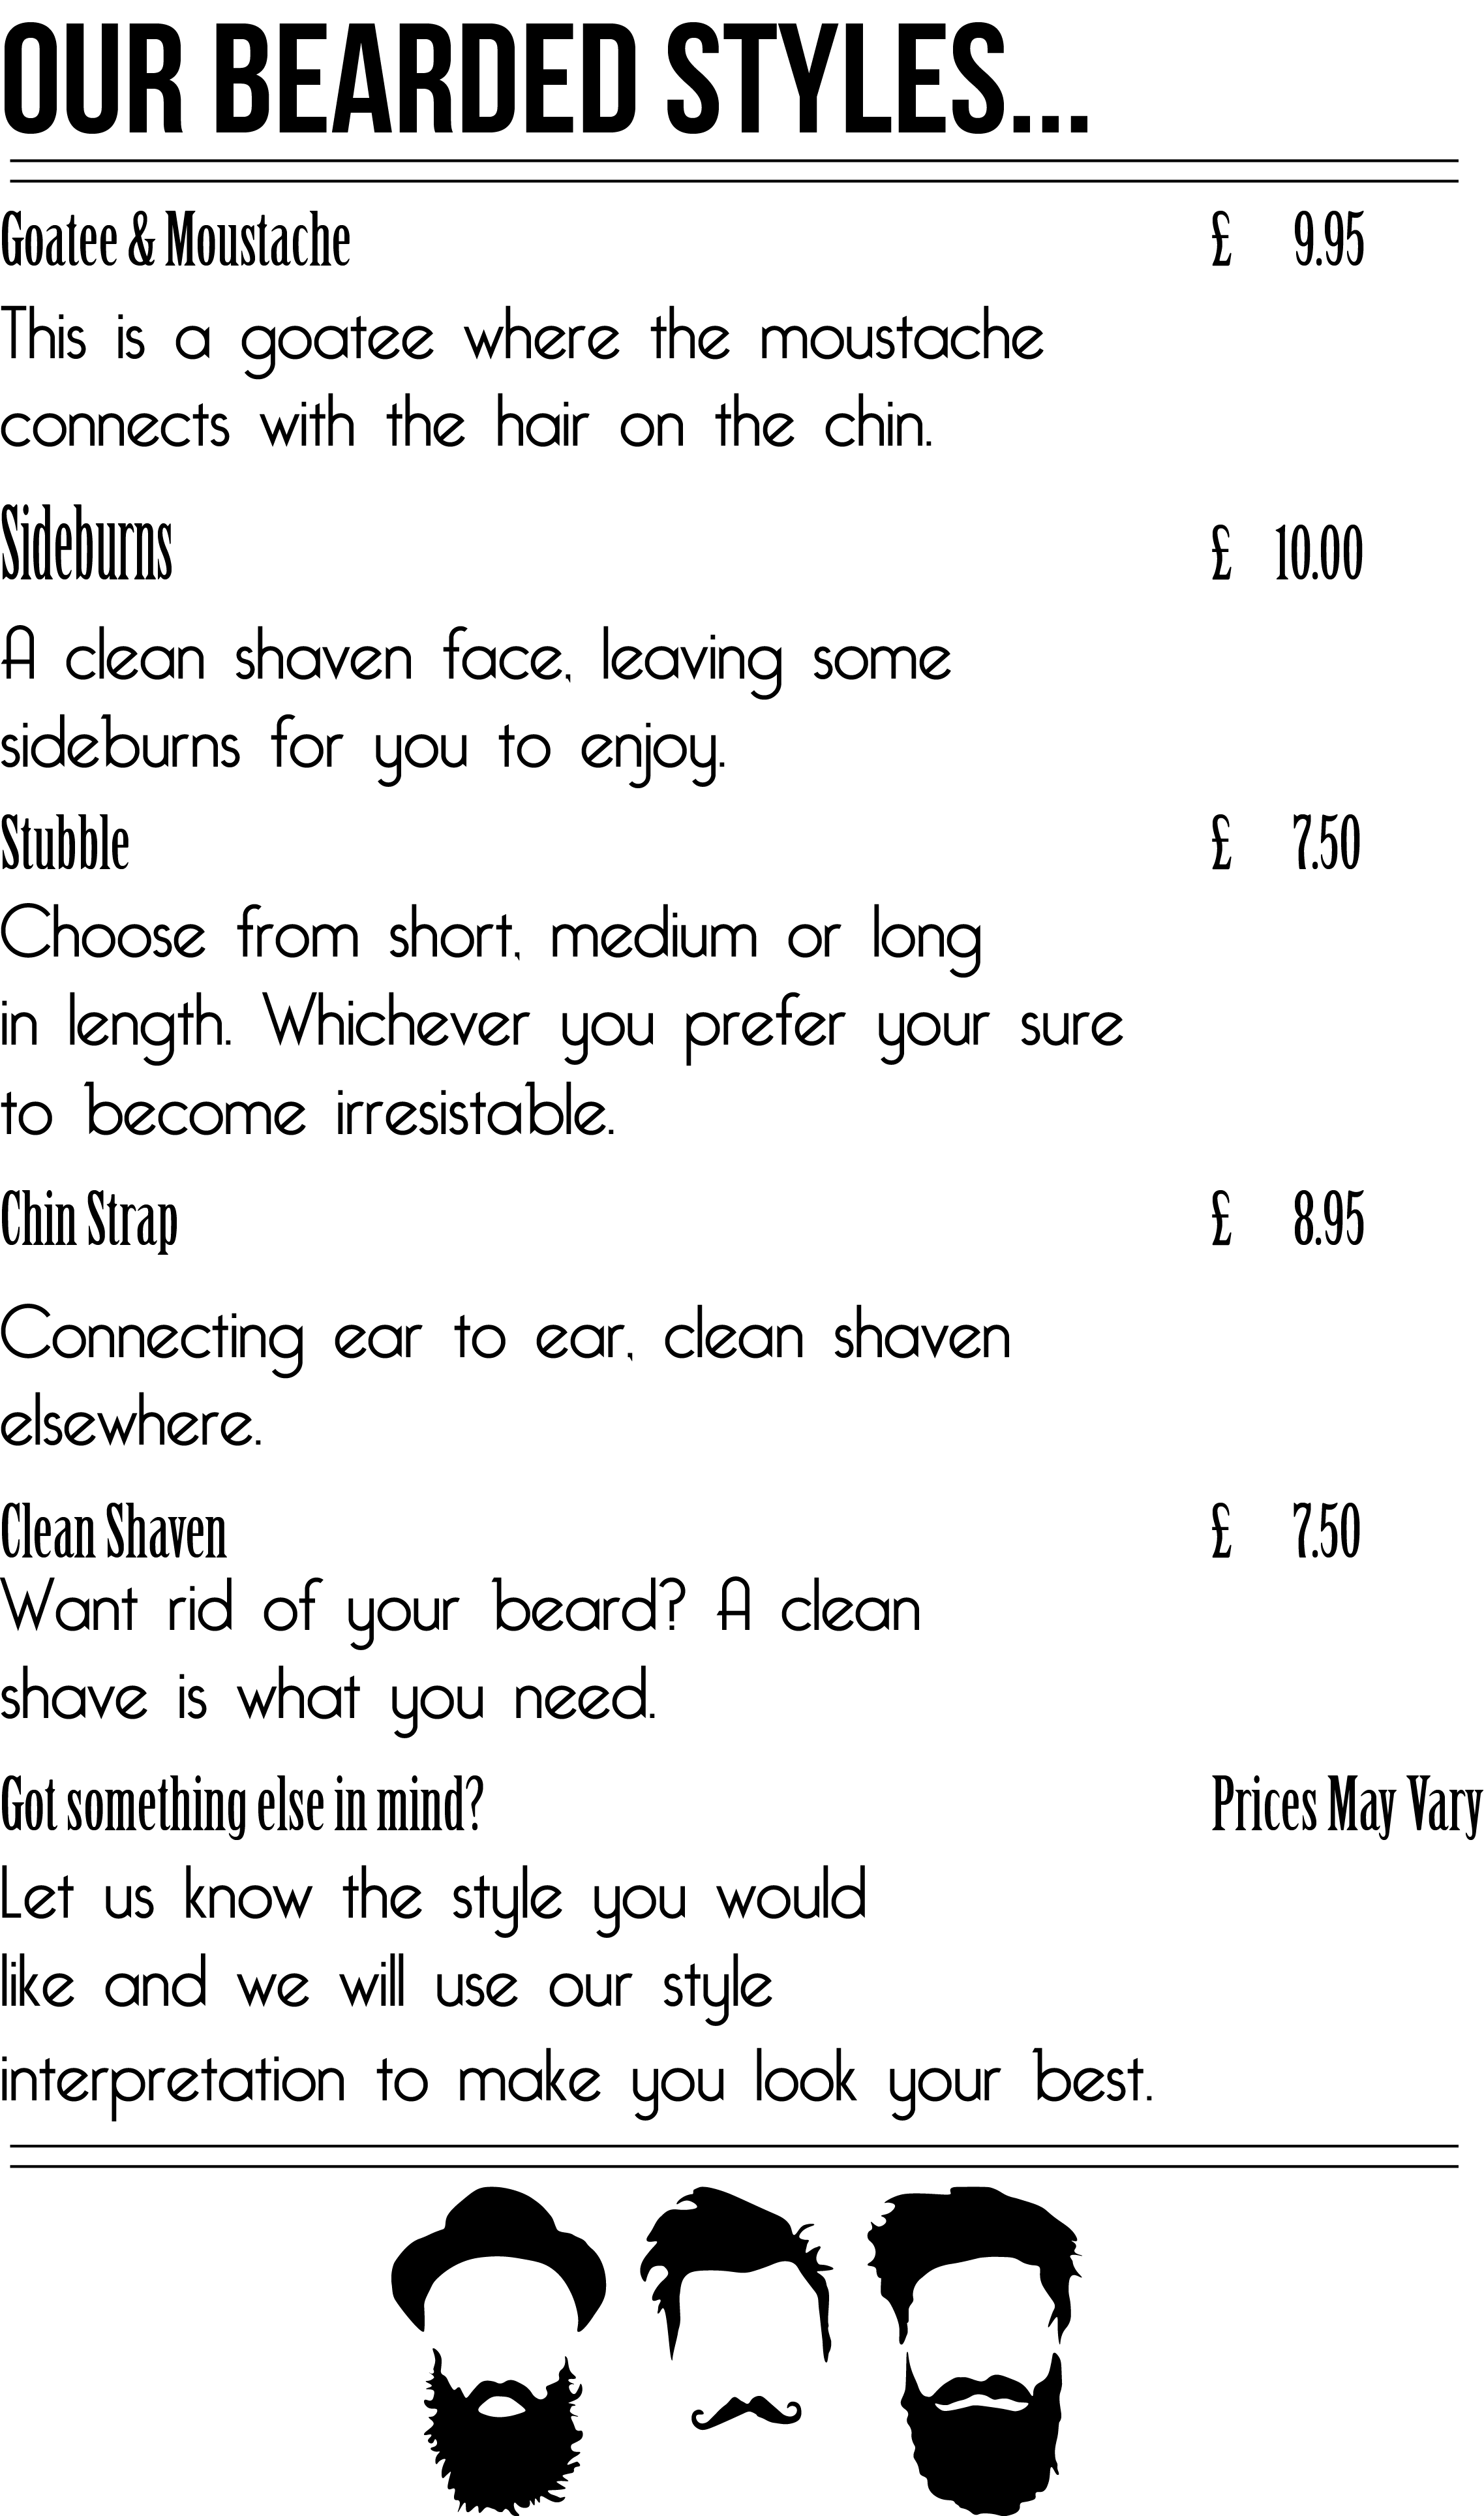 OUR BEARDED STYLES...
Goatee & Moustache £ 9.95
This is a goatee where the moustache
connects with the hair on the chin.
Sideburns £ 10.00
A clean shaven face, leaving some
sideburns for you to enjoy.
Stubble £ 7.50
Choose from short, medium or long
in length. Whichever you prefer your sure
to become irresistable.
Chin Strap £ 8.95
Connecting ear to ear, clean shaven
elsewhere.
Clean Shaven £ 7.50
Want rid of your beard? A clean
shave is what you need.
Got something else in mind? Prices May Vary
Let us know the style you would
like and we will use our style
interpretation to make you look your best.